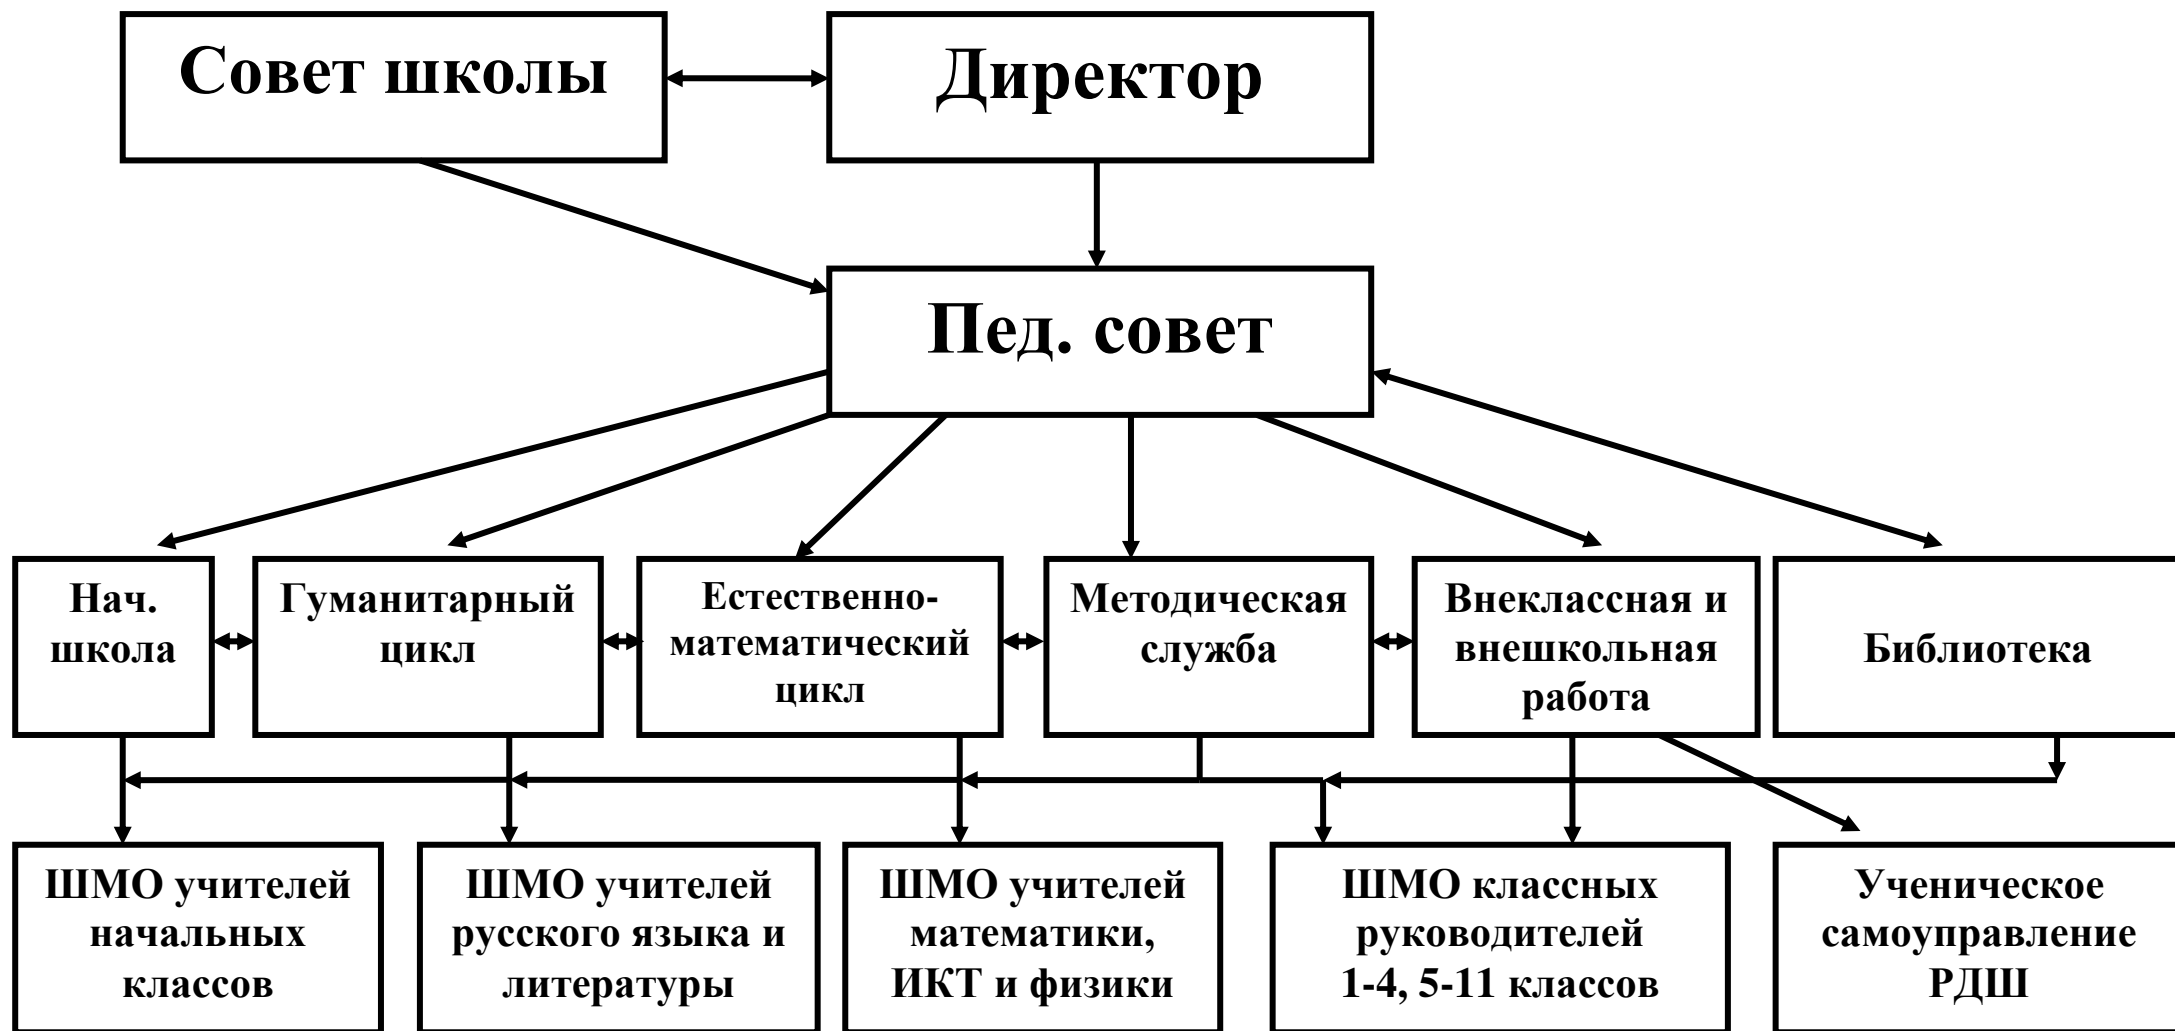 Совет школы
Директор
Пед. совет
Нач.
школа
Гуманитарный
цикл
Естественно-
математический
цикл
Методическая
служба
Внеклассная и
внешкольная
работа
Библиотека
ШМО учителей
начальных
классов
ШМО учителей
русского языка и
литературы
ШМО учителей
математики,
ИКТ и физики
ШМО классных
руководителей
1-4, 5-11 классов
Ученическое
самоуправление
РДШ